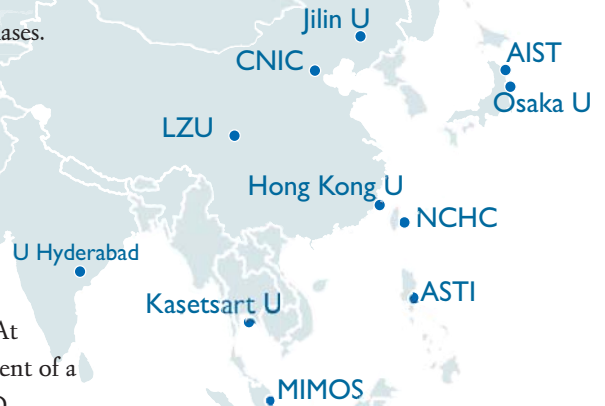 ases.
Jilin U
CNIC
AIST
Osaka U
LZU
Hong Kong U
NCHC
U Hyderabad
Kasetsart U
ASTI
At
ent of a
MIMOS